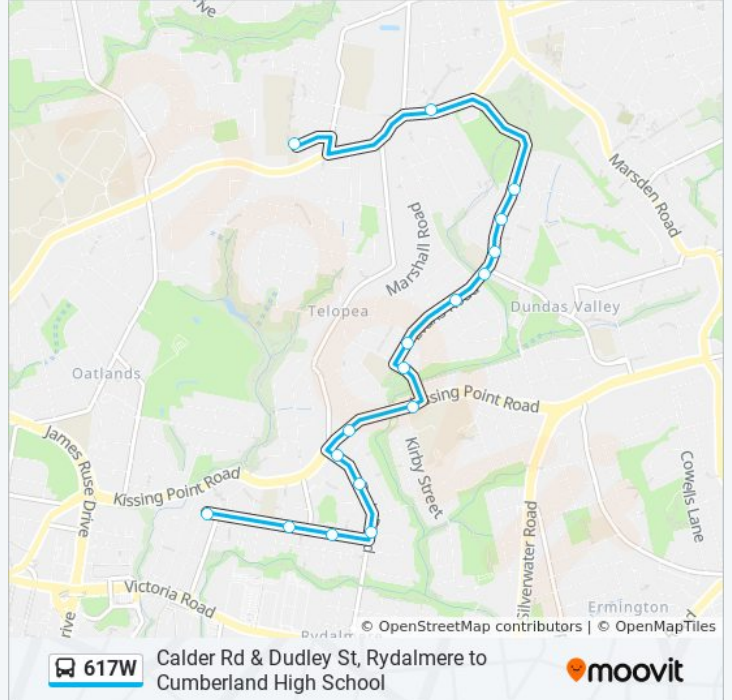 Marsden Road
Marshall Road
Telopea
Dundas Valley
Oatlands
Kissing Point Road
James Ruse Drive
Kirby Street
Kissing Point Road
Cowells Lane
Silverwater Road
Victoria Road
Ermington
© OpenStreetMap contributors | © OpenMapTiles
617W
Calder Rd & Dudley St, Rydalmere to
Cumberland High School
moovit